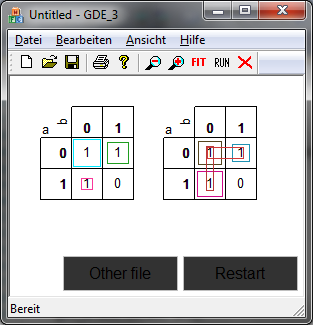 Untitled - GDE_3
Datei Bearbeiten Ansicht Hilfe
FIT RUN
a b 0 1 a b 0 1
0 1 1 0 1 1
1 1 0 1 1 0
Other file Restart
Bereit